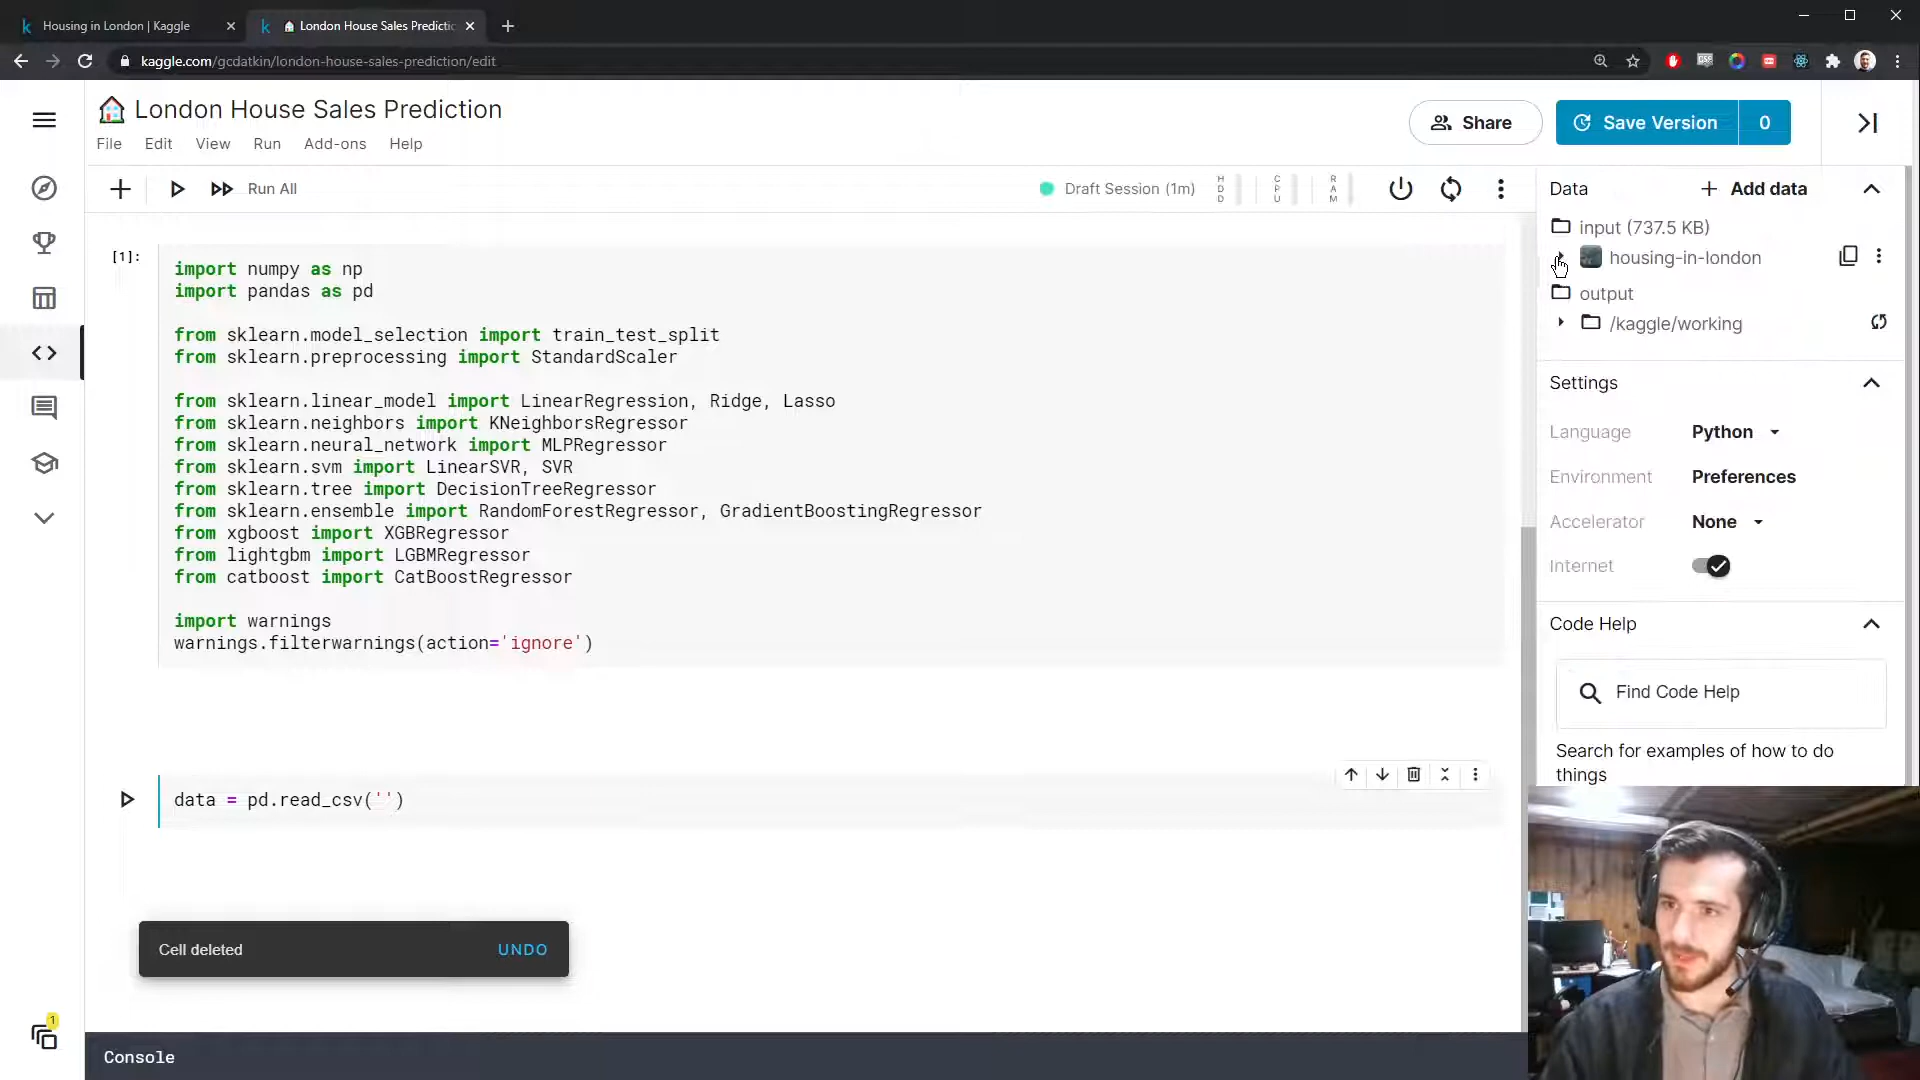 Housing in London | Kaggle
London House Sales Predictic
kaggle.com/gcdatkin/london-house-sales-prediction/edit
London House Sales Prediction
Share
Save Version
0
File Edit View Run Add-ons Help
Run All
Draft Session (1m)
HDD
CPU
RAM
[1]:
import numpy as np
import pandas as pd
from sklearn.model_selection import train_test_split
from sklearn.preprocessing import StandardScaler
from sklearn.linear_model import LinearRegression, Ridge, Lasso
from sklearn.neighbors import KNeighborsRegressor
from sklearn.neural_network import MLPRegressor
from sklearn.svm import LinearSVR, SVR
from sklearn.tree import DecisionTreeRegressor
from sklearn.ensemble import RandomForestRegressor, GradientBoostingRegressor
from xgboost import XGBRegressor
from lightgbm import LGBMRegressor
from catboost import CatBoostRegressor
import warnings
warnings.filterwarnings(action='ignore')
data = pd.read_csv('')
Cell deleted
UNDO
1
Console
Data
Add data
input (737.5 KB)
housing-in-london
output
/kaggle/working
Settings
Language Python
Environment Preferences
Accelerator None
Internet
Code Help
Find Code Help
Search for examples of how to do
things